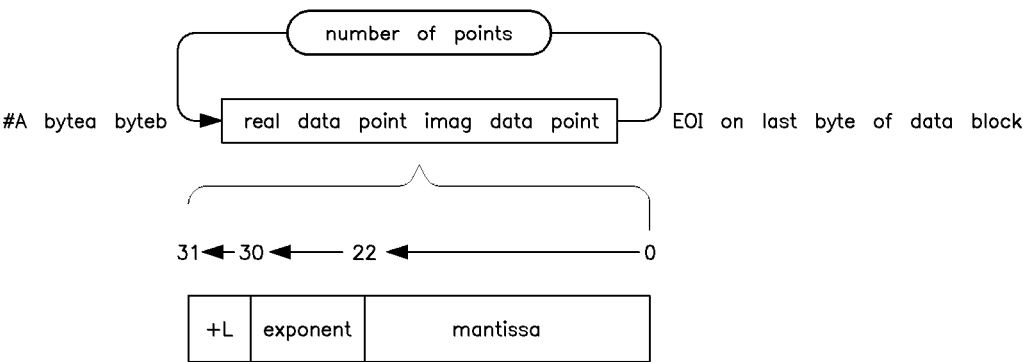 number of points
#A bytea byteb real data point imag data point EOI on last byte of data block
31 30 22 0
+L exponent mantissa